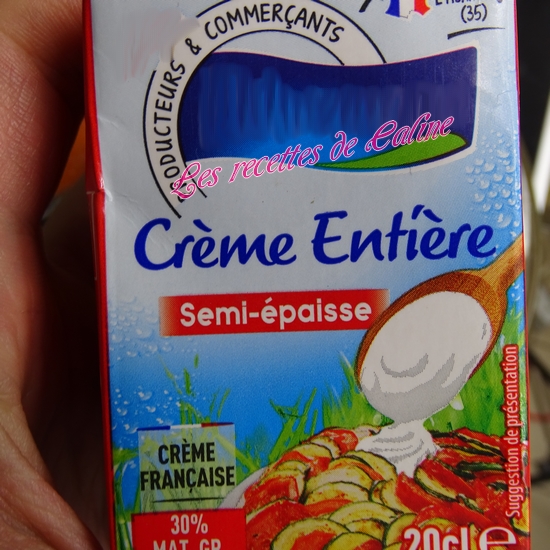 PRODUCTEURS & COMMERÇANTS
(35)
Les recettes de Caline
Crème Entière
Semi-épaisse
CRÈME
FRANÇAISE
30%
MAT. GR.
20cl e
Suggestion de présentation